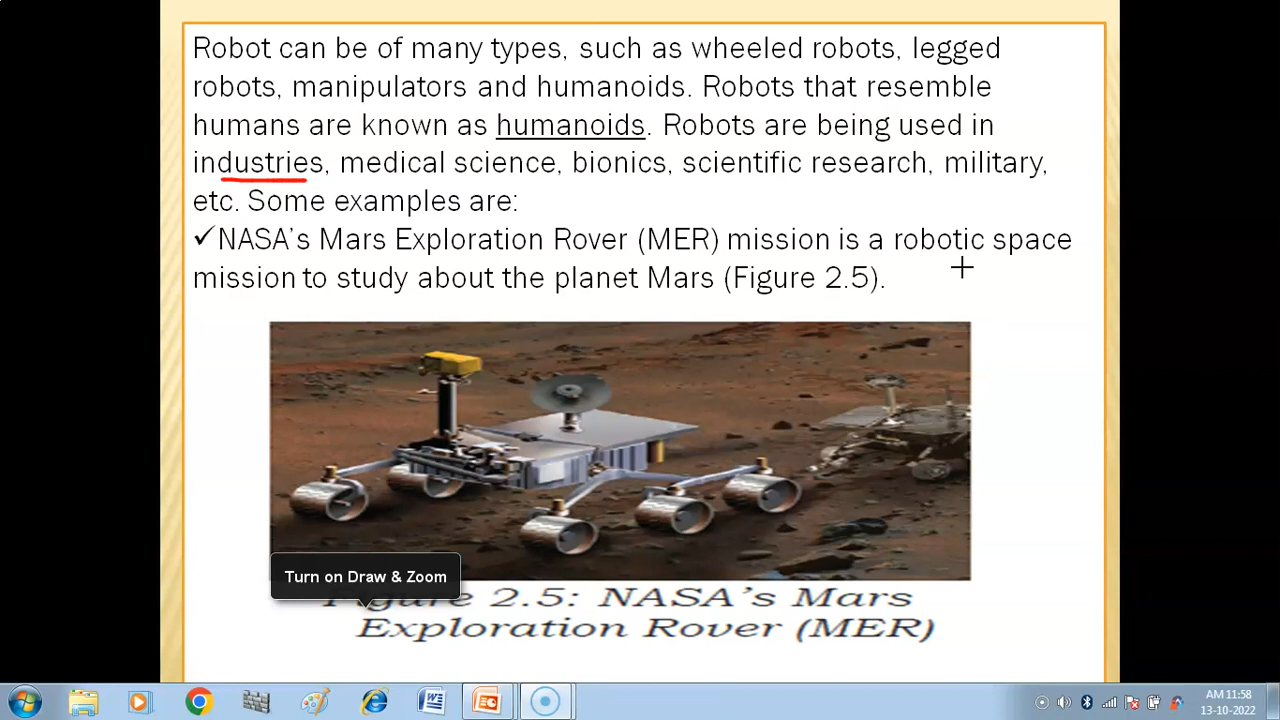 Robot can be of many types, such as wheeled robots, legged
robots, manipulators and humanoids. Robots that resemble
humans are known as humanoids. Robots are being used in
industries, medical science, bionics, scientific research, military,
etc. Some examples are:
✓NASA's Mars Exploration Rover (MER) mission is a robotic space
mission to study about the planet Mars (Figure 2.5).
Turn on Draw & Zoom
Figure 2.5: NASA's Mars
Exploration Rover (MER)
AM 11:58
13-10-2022